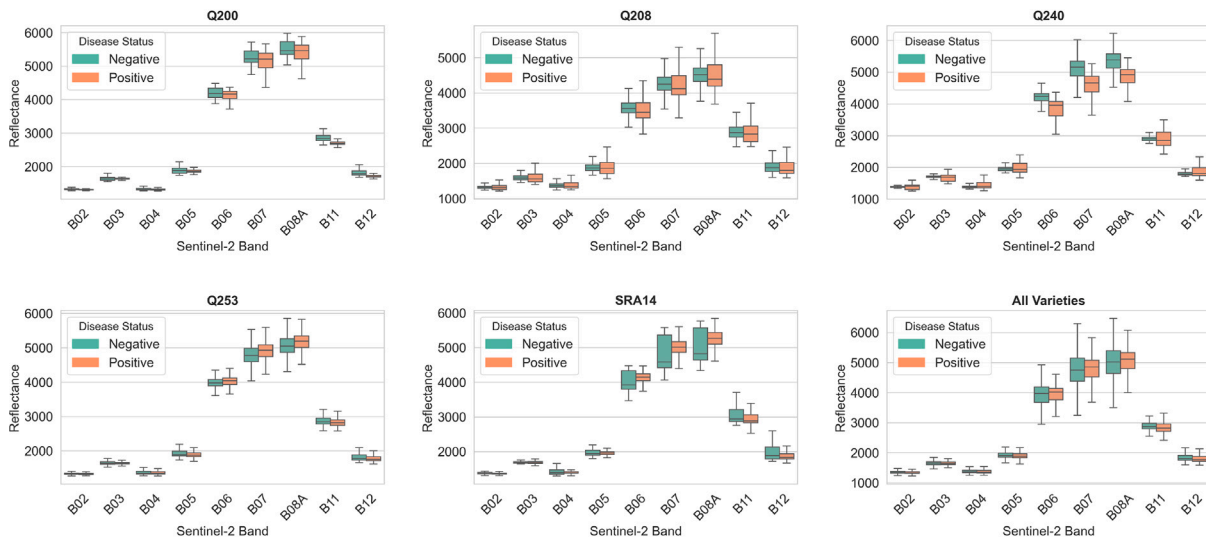 Q200
Disease Status
Negative
Positive
Reflectance
6000
5000
4000
3000
2000
B02
B03
B04
B05
B06
B07
B08A
B11
B12
Sentinel-2 Band
Q208
Disease Status
Negative
Positive
Reflectance
5000
4000
3000
2000
1000
B02
B03
B04
B05
B06
B07
B08A
B11
B12
Sentinel-2 Band
Q240
Disease Status
Negative
Positive
Reflectance
6000
5000
4000
3000
2000
1000
B02
B03
B04
B05
B06
B07
B08A
B11
B12
Sentinel-2 Band
Q253
Disease Status
Negative
Positive
Reflectance
6000
5000
4000
3000
2000
B02
B03
B04
B05
B06
B07
B08A
B11
B12
Sentinel-2 Band
SRA14
Disease Status
Negative
Positive
Reflectance
6000
5000
4000
3000
2000
B02
B03
B04
B05
B06
B07
B08A
B11
B12
Sentinel-2 Band
All Varieties
Disease Status
Negative
Positive
Reflectance
6000
5000
4000
3000
2000
1000
B02
B03
B04
B05
B06
B07
B08A
B11
B12
Sentinel-2 Band